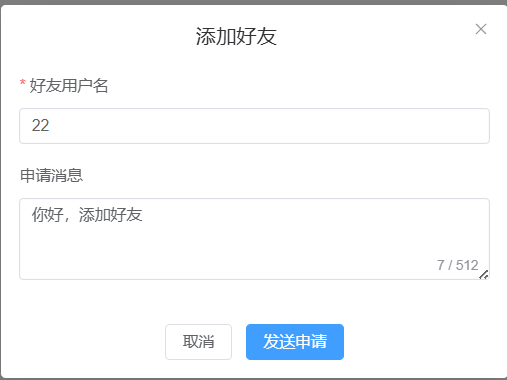 添加好友
* 好友用户名
22
申请消息
你好，添加好友
7 / 512
取消
发送申请